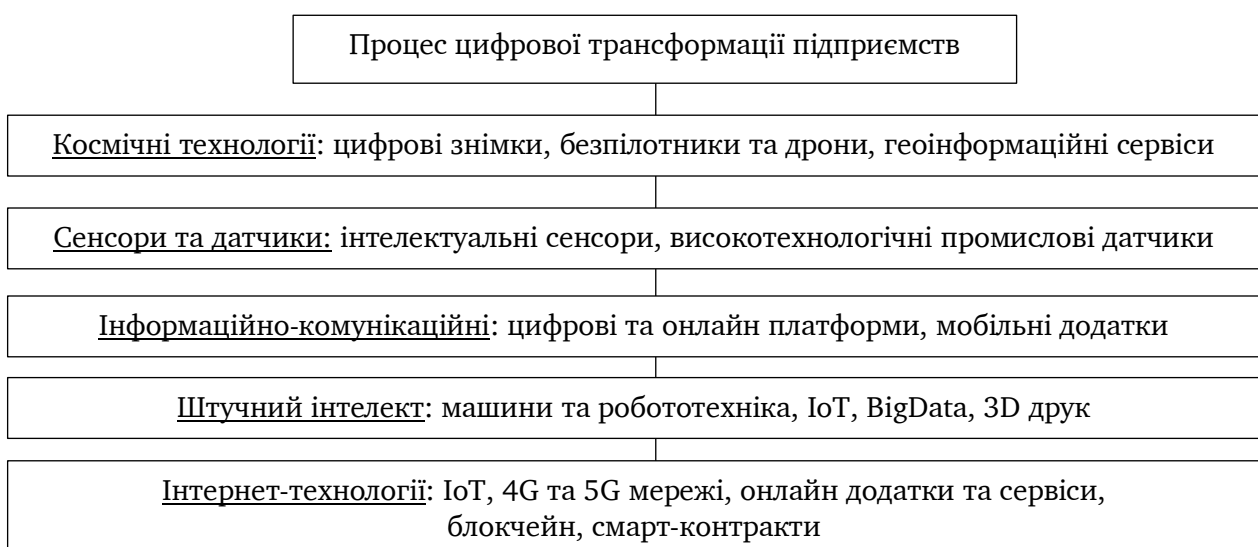 Процес цифрової трансформації підприємств
Космічні технології: цифрові знімки, безпілотники та дрони, геоінформаційні сервіси
Сенсори та датчики: інтелектуальні сенсори, високотехнологічні промислові датчики
Інформаційно-комунікаційні: цифрові та онлайн платформи, мобільні додатки
Штучний інтелект: машини та робототехніка, IoT, BigData, 3D друк
Інтернет-технології: IoT, 4G та 5G мережі, онлайн додатки та сервіси,
блокчейн, смарт-контракти